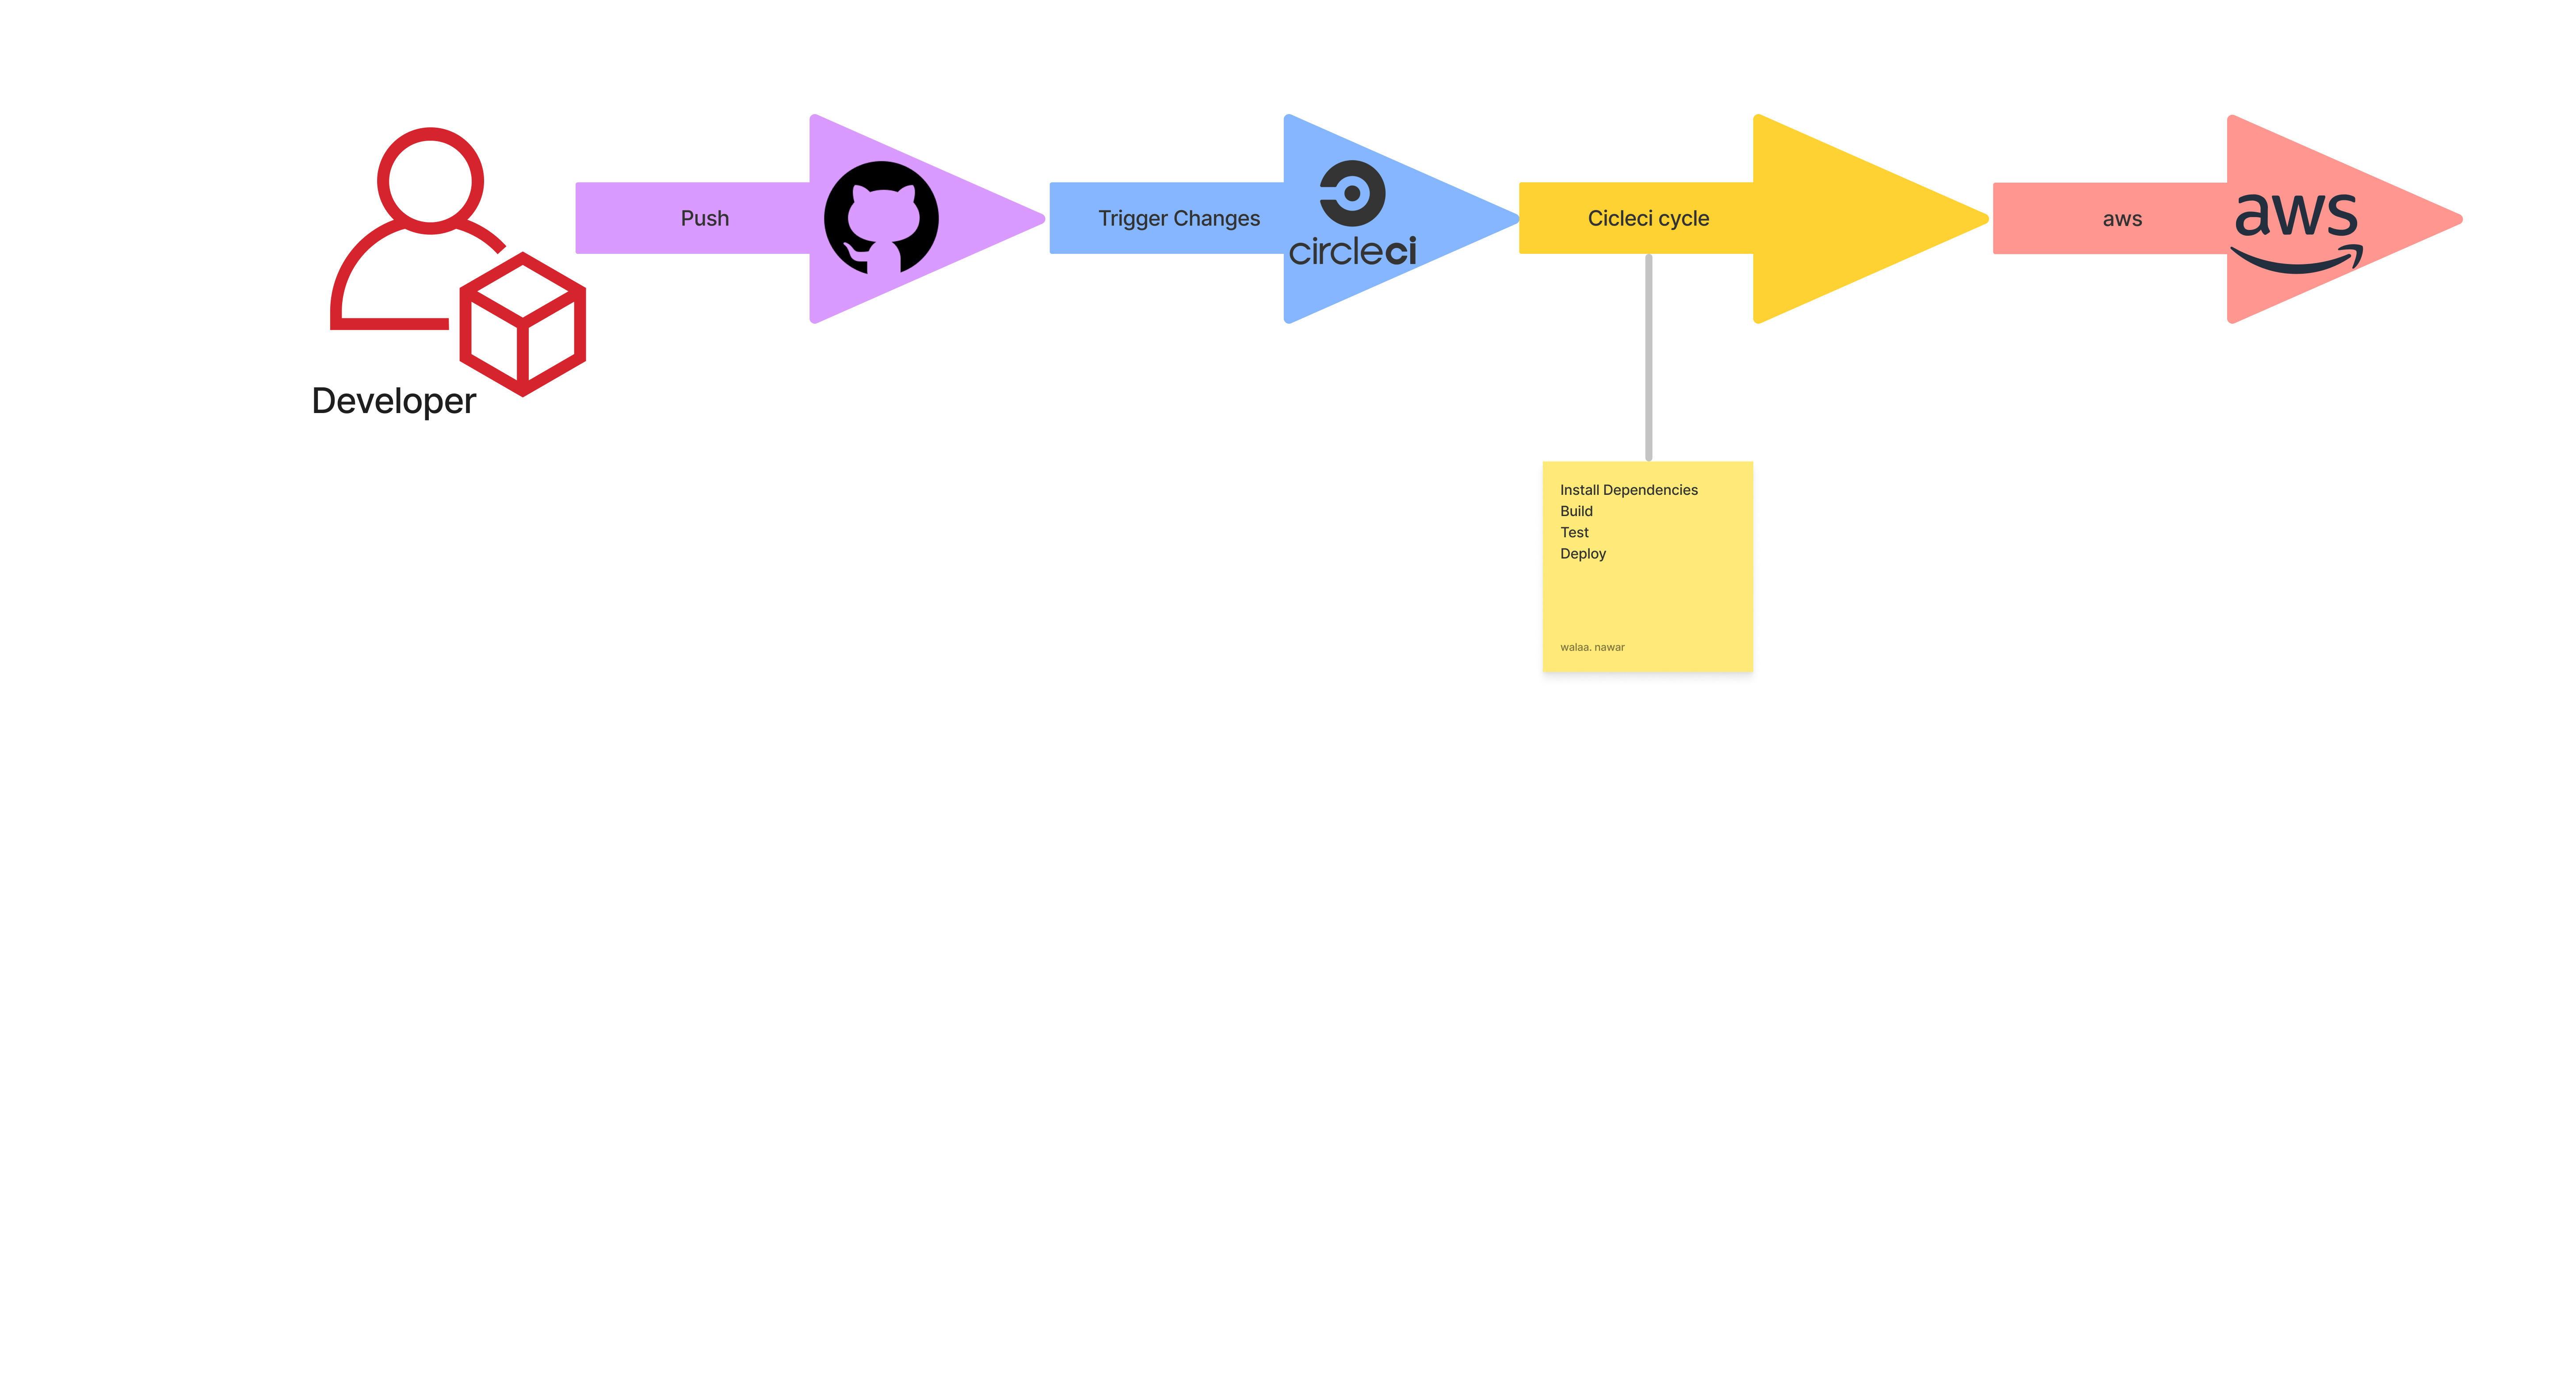 Developer
Push
Trigger Changes
circleci
Cicleci cycle
aws
aws
Install Dependencies
Build
Test
Deploy
walaa. nawar